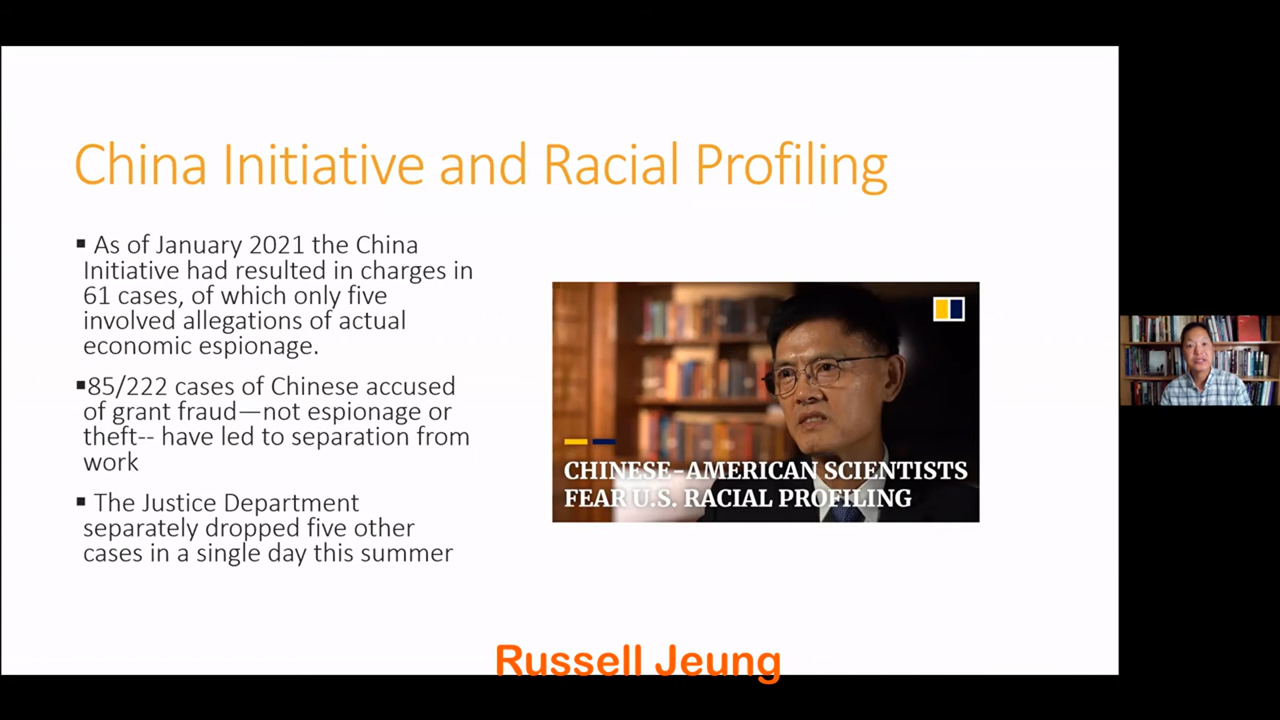 China Initiative and Racial Profiling
▪ As of January 2021 the China
Initiative had resulted in charges in
61 cases, of which only five
involved allegations of actual
economic espionage.
▪85/222 cases of Chinese accused
of grant fraud—not espionage or
theft-- have led to separation from
work
▪ The Justice Department
separately dropped five other
cases in a single day this summer
CHINESE-AMERICAN SCIENTISTS
FEAR U.S. RACIAL PROFILING
Russell Jeung